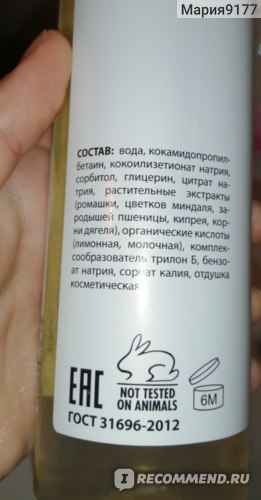 Мария9177
СОСТАВ: вода, кокамидопропил-
бетаин, кокоилизетионат натрия,
сорбитол, глицерин, цитрат на-
трия, растительные экстракты
(ромашки, цветков миндаля, за-
родышей пшеницы, кипрея, кор-
ни дягеля), органические кислоты
(лимонная, молочная), комплек-
сообразователь трилон Б, бензо-
ат натрия, сорбат калия, отдушка
косметическая
EAC
NOT TESTED
ON ANIMALS
6M
ГОСТ 31696-2012
IRECOMMEND.RU